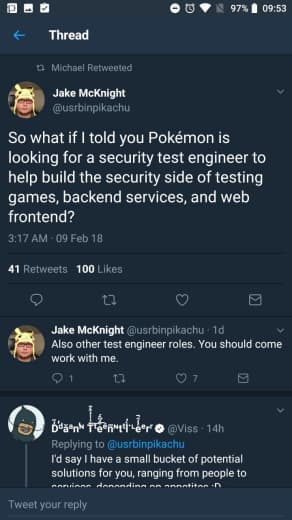 97% 09:53
Thread
Michael Retweeted
Jake McKnight
@usrbinpikachu
So what if I told you Pokémon is
looking for a security test engineer to
help build the security side of testing
games, backend services, and web
frontend?
3:17 AM · 09 Feb 18
41 Retweets 100 Likes
Jake McKnight @usrbinpikachu · 1d
Also other test engineer roles. You should come
work with me.
1 7
@Viss · 14h
Replying to @usrbinpikachu
I'd say I have a small bucket of potential
solutions for you, ranging from people to
services, depending on appetites :D
Tweet your reply